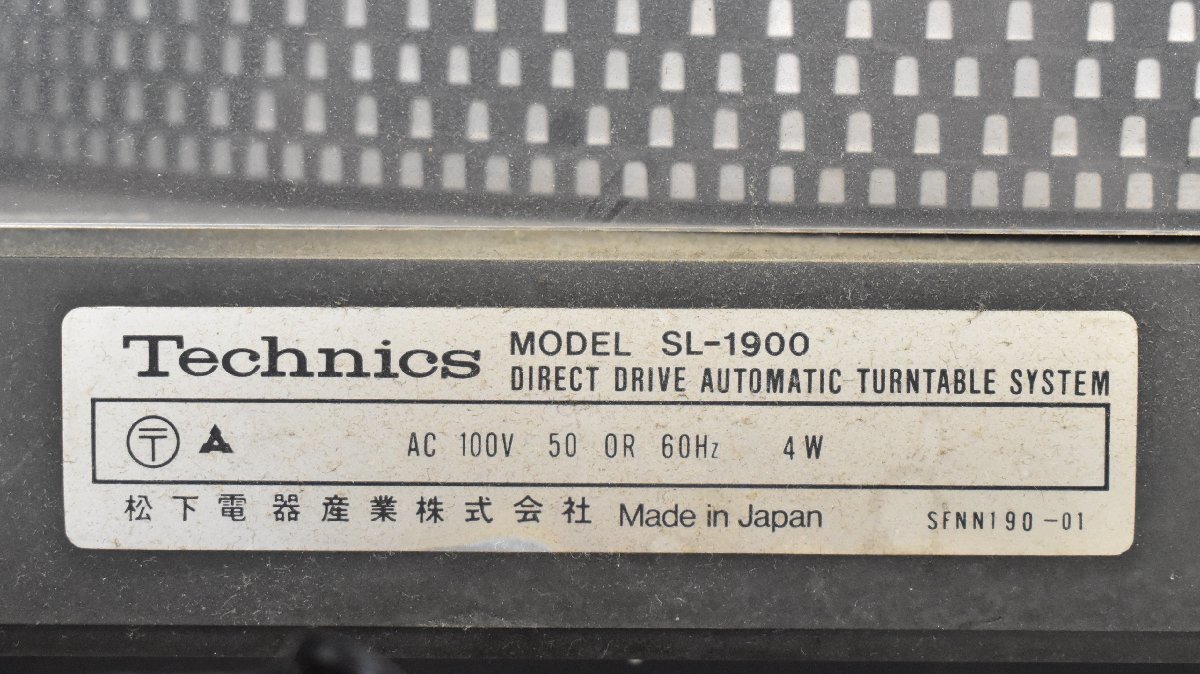 Technics MODEL SL-1900
DIRECT DRIVE AUTOMATIC TURNTABLE SYSTEM
〒 AC 100V 50 OR 60Hz 4W
松下電器産業株式会社 Made in Japan SFNN190-01